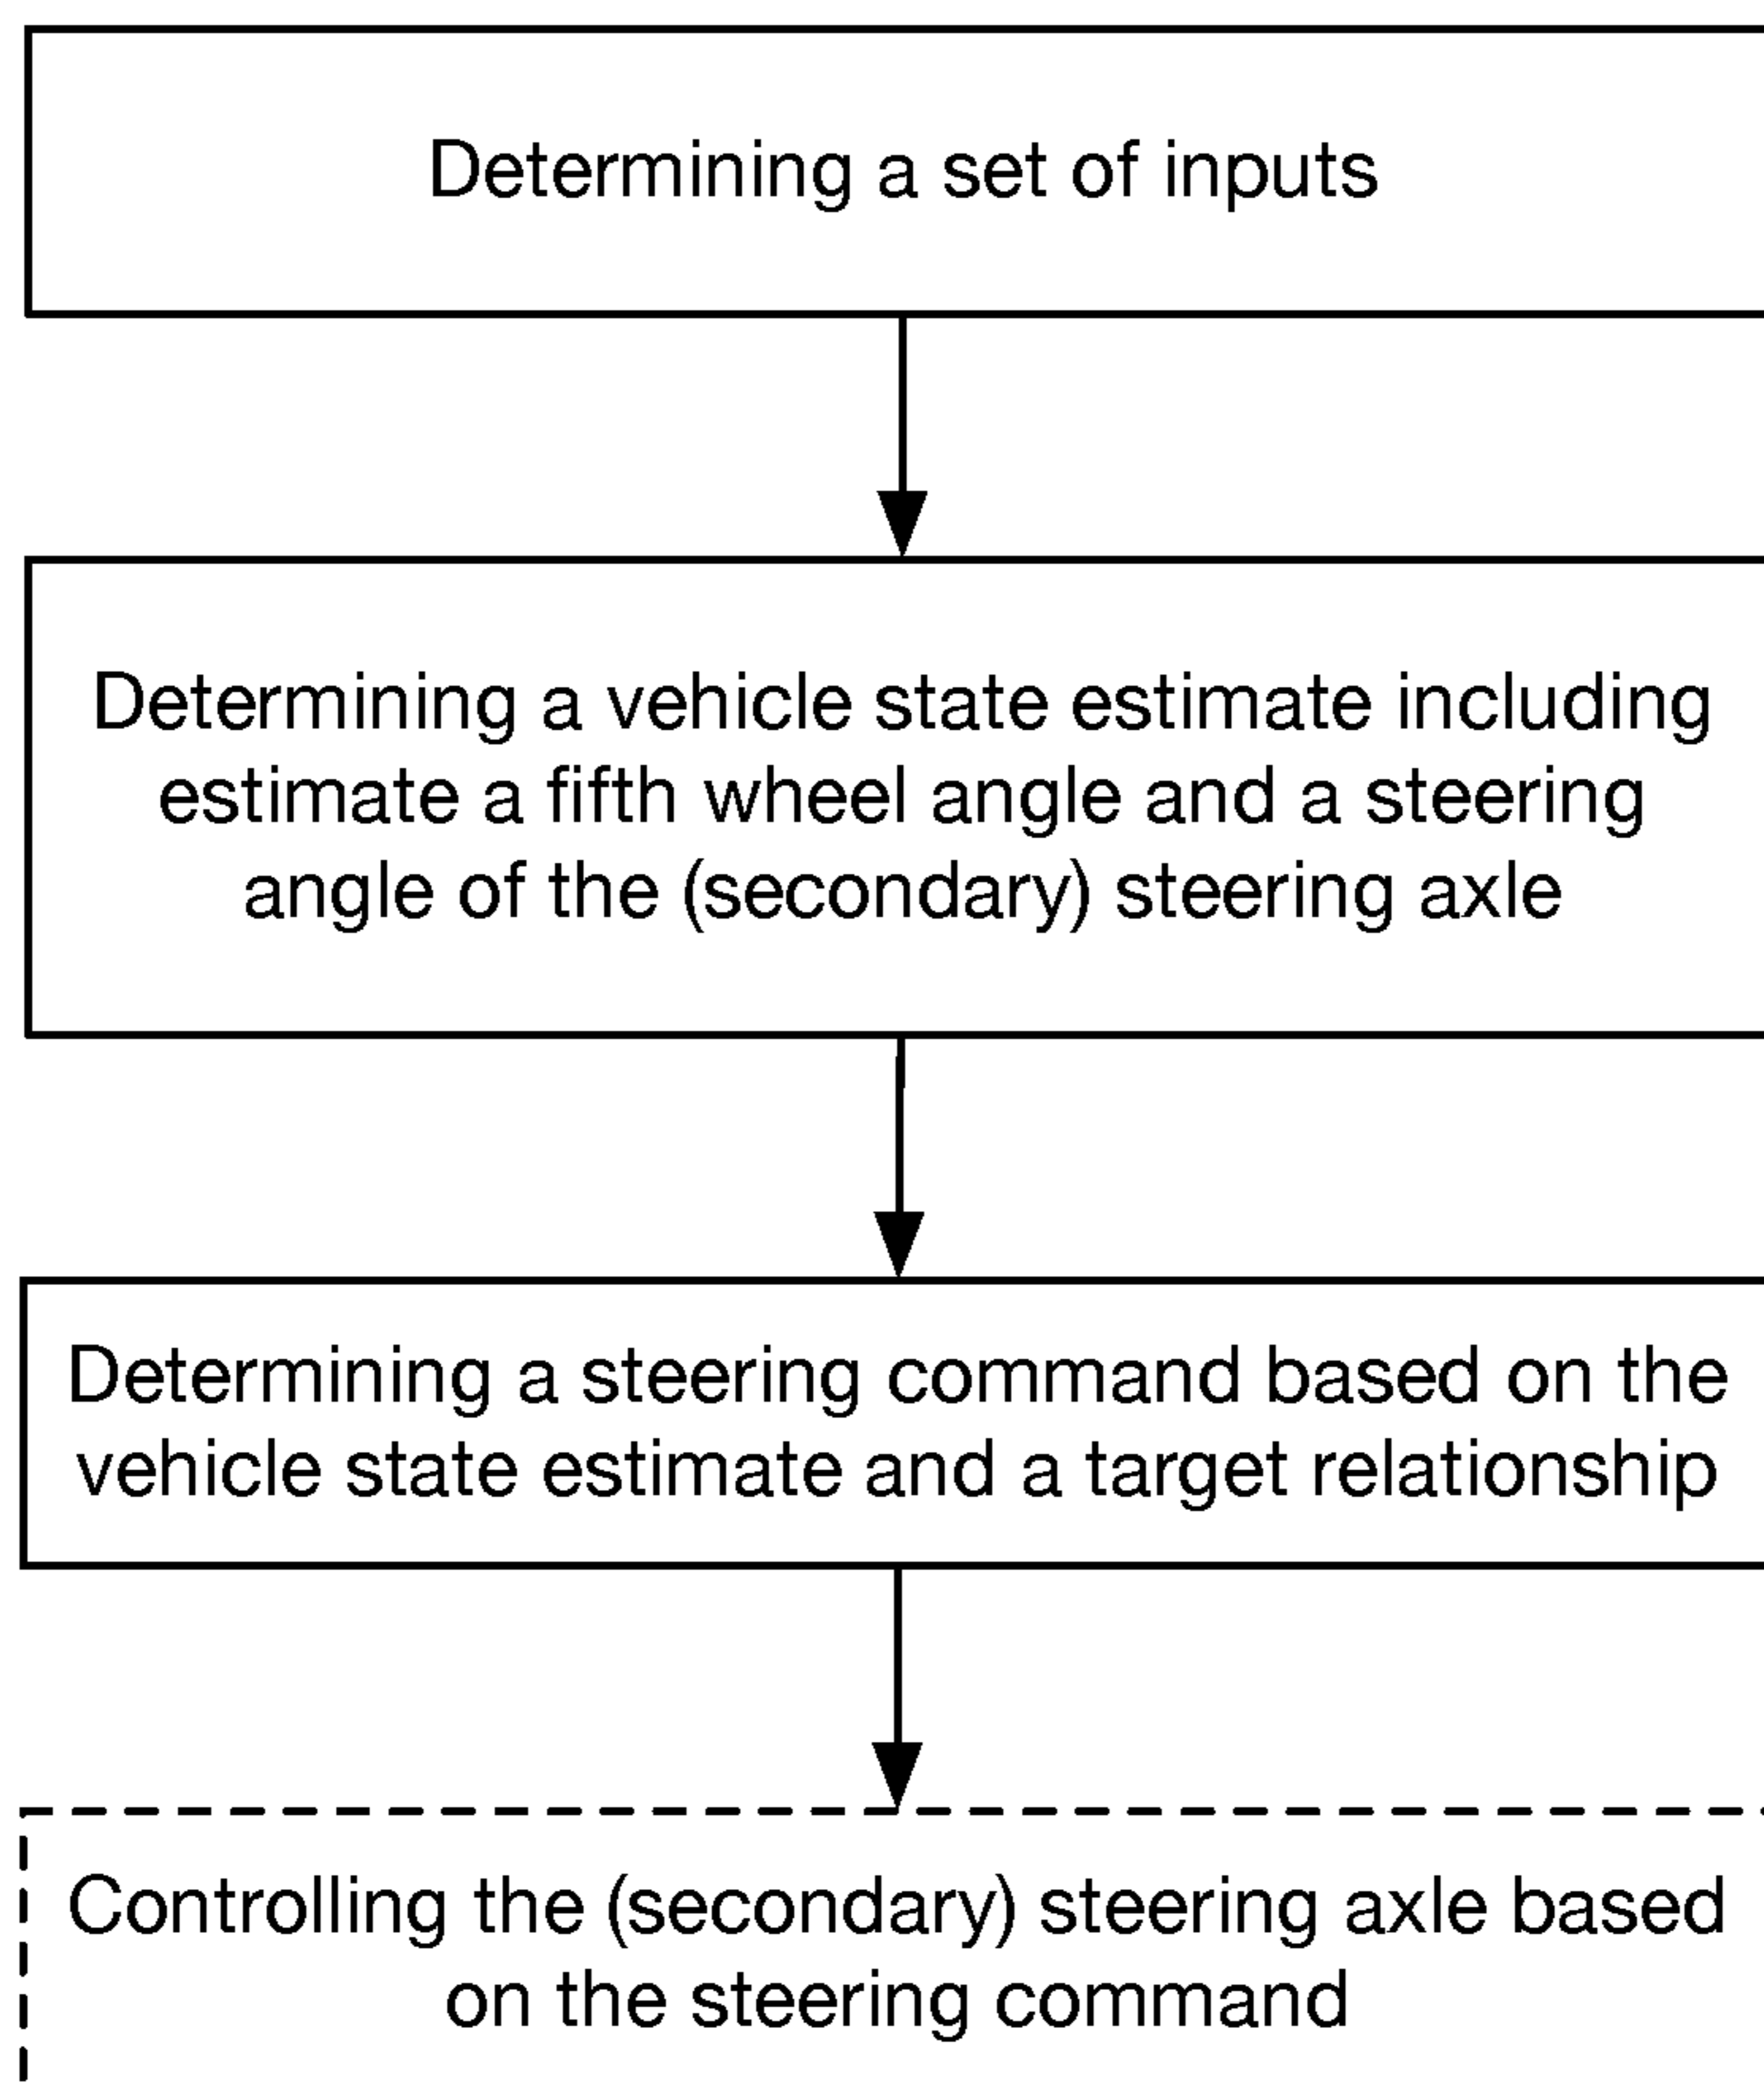 Determining a set of inputs
Determining a vehicle state estimate including
estimate a fifth wheel angle and a steering
angle of the (secondary) steering axle
Determining a steering command based on the
vehicle state estimate and a target relationship
Controlling the (secondary) steering axle based
on the steering command